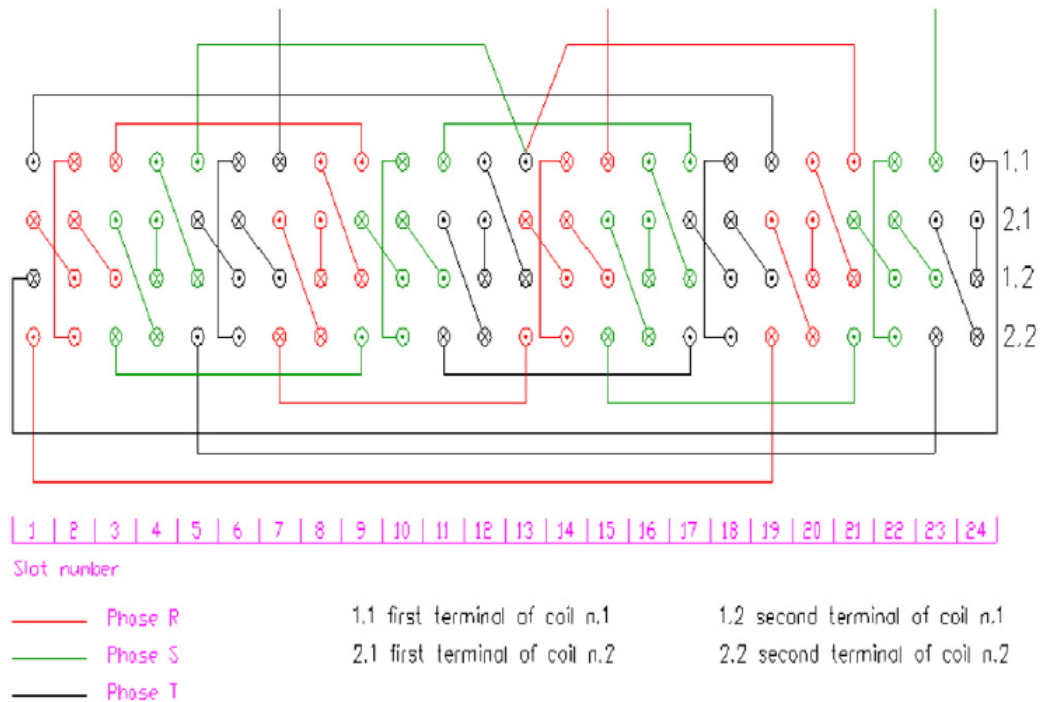 1.1
2.1
1.2
2.2
1 2 3 4 5 6 7 8 9 10 11 12 13 14 15 16 17 18 19 20 21 22 23 24
Slot number
Phase R 1.1 first terminal of coil n.1 1.2 second terminal of coil n.1
Phase S 2.1 first terminal of coil n.2 2.2 second terminal of coil n.2
Phase T